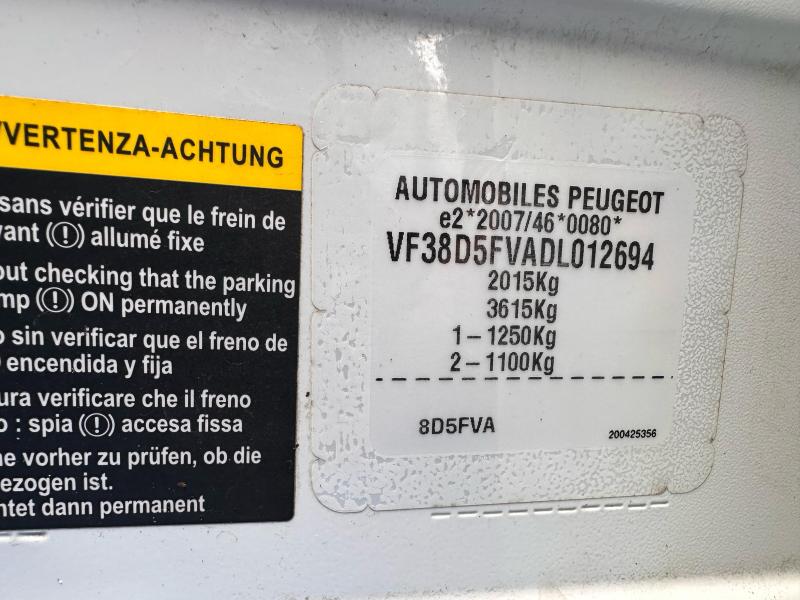 VERTENZA-ACHTUNG
sans vérifier que le frein de
vant (!) allumé fixe
out checking that the parking
mp (!) ON permanently
o sin verificar que el freno de
) encendida y fija
ura verificare che il freno
o : spia (!) accesa fissa
ne vorher zu prüfen, ob die
ezogen ist.
ntet dann permanent
AUTOMOBILES PEUGEOT
e2*2007/46*0080*
VF38D5FVADL012694
2015Kg
3615Kg
1-1250Kg
2-1100Kg
8D5FVA
200425356